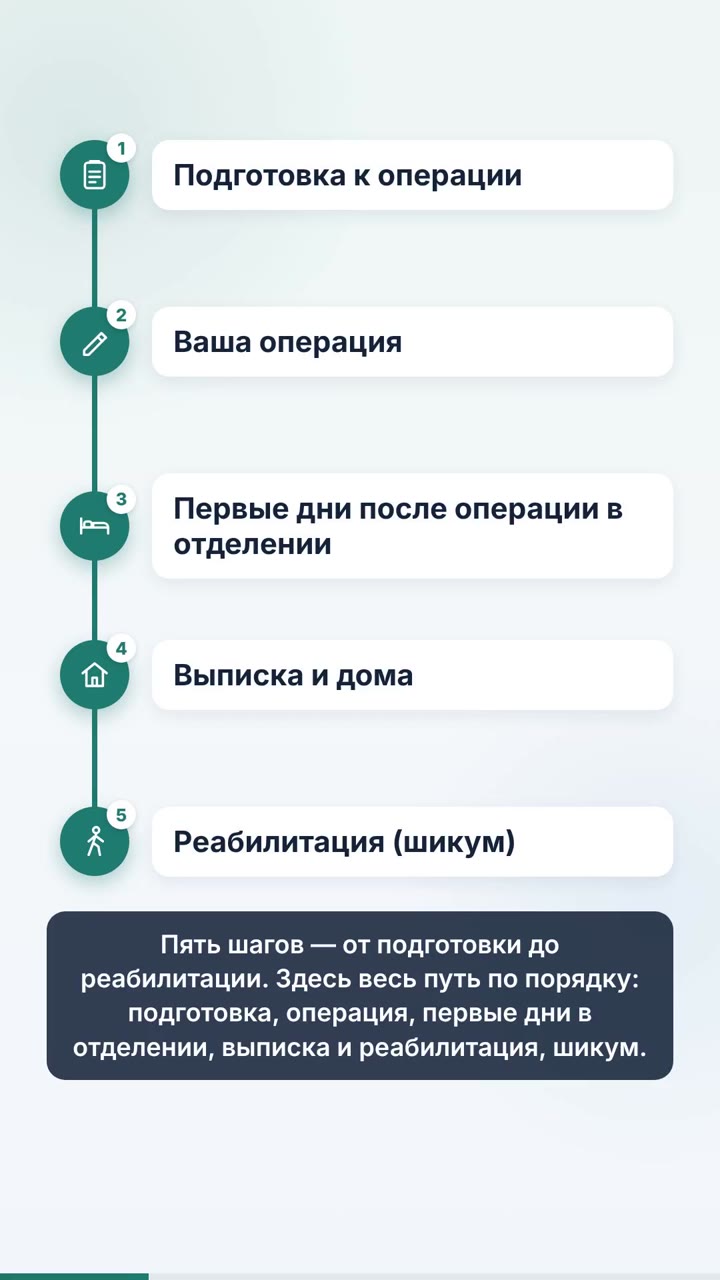 1
Подготовка к операции
2
Ваша операция
3
Первые дни после операции в
отделении
4
Выписка и дома
5
Реабилитация (шикум)
Пять шагов — от подготовки до
реабилитации. Здесь весь путь по порядку:
подготовка, операция, первые дни в
отделении, выписка и реабилитация, шикум.